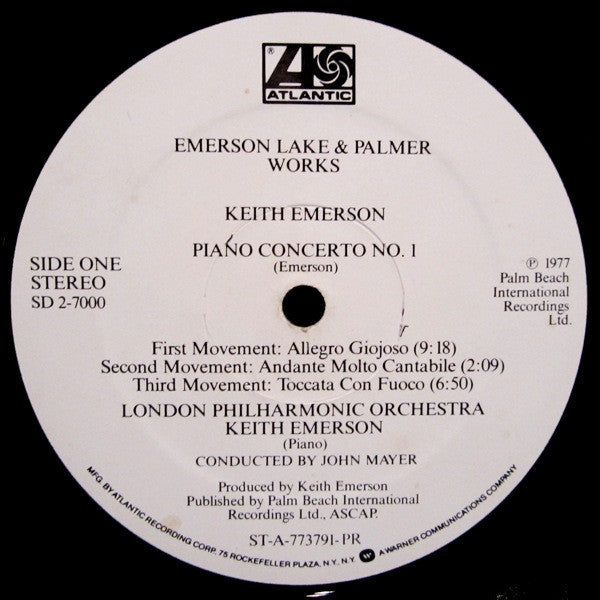 ®
ATLANTIC
EMERSON LAKE & PALMER
WORKS
KEITH EMERSON
PIANO CONCERTO NO. 1
(Emerson)
SIDE ONE
STEREO
SD 2-7000
℗ 1977
Palm Beach
International
Recordings
Ltd.
First Movement: Allegro Giojoso (9:18)
Second Movement: Andante Molto Cantabile (2:09)
Third Movement: Toccata Con Fuoco (6:50)
LONDON PHILHARMONIC ORCHESTRA
KEITH EMERSON
(Piano)
CONDUCTED BY JOHN MAYER
Produced by Keith Emerson
Published by Palm Beach International
Recordings Ltd., ASCAP.
ST-A-773791-PR
MFG. BY ATLANTIC RECORDING CORP. 75 ROCKEFELLER PLAZA, N.Y., N.Y. A WARNER COMMUNICATIONS COMPANY